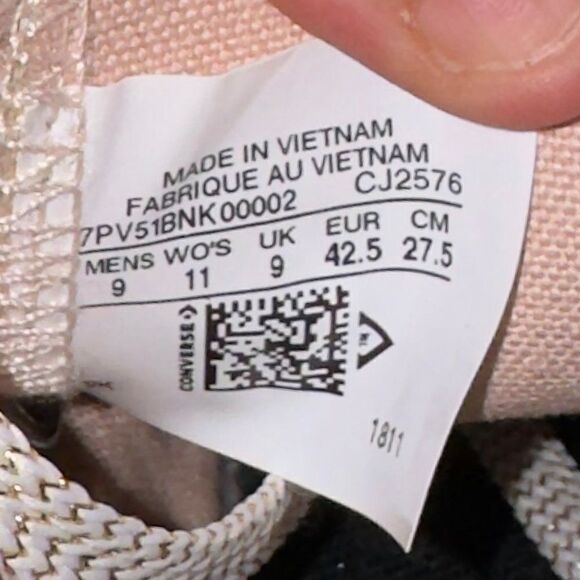 MADE IN VIETNAM
FABRIQUE AU VIETNAM
7PV51BNK00002 CJ2576
MENS WO'S UK EUR CM
9 11 9 42.5 27.5
CONVERSE
TM
1811